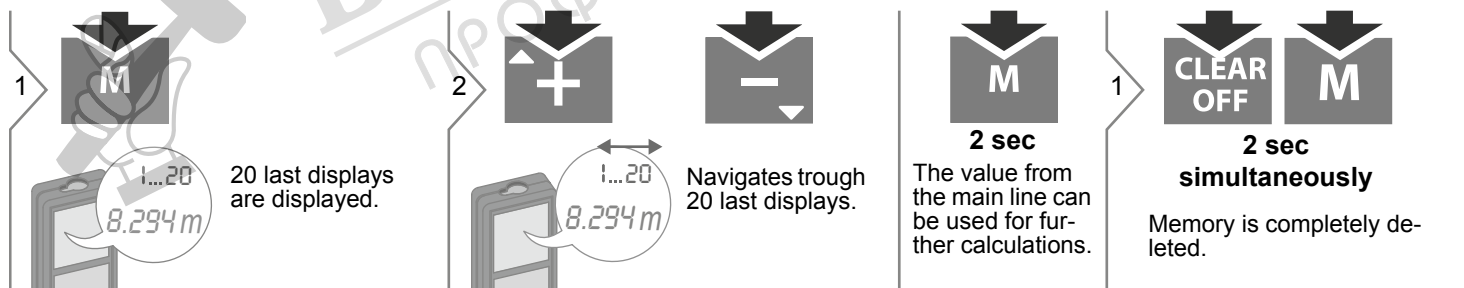 1
M
1...20
8.294 m
20 last displays
are displayed.
2
+
−
1...20
8.294 m
Navigates trough
20 last displays.
M
2 sec
The value from
the main line can
be used for fur-
ther calculations.
1
CLEAR
OFF
M
2 sec
simultaneously
Memory is completely de-
leted.